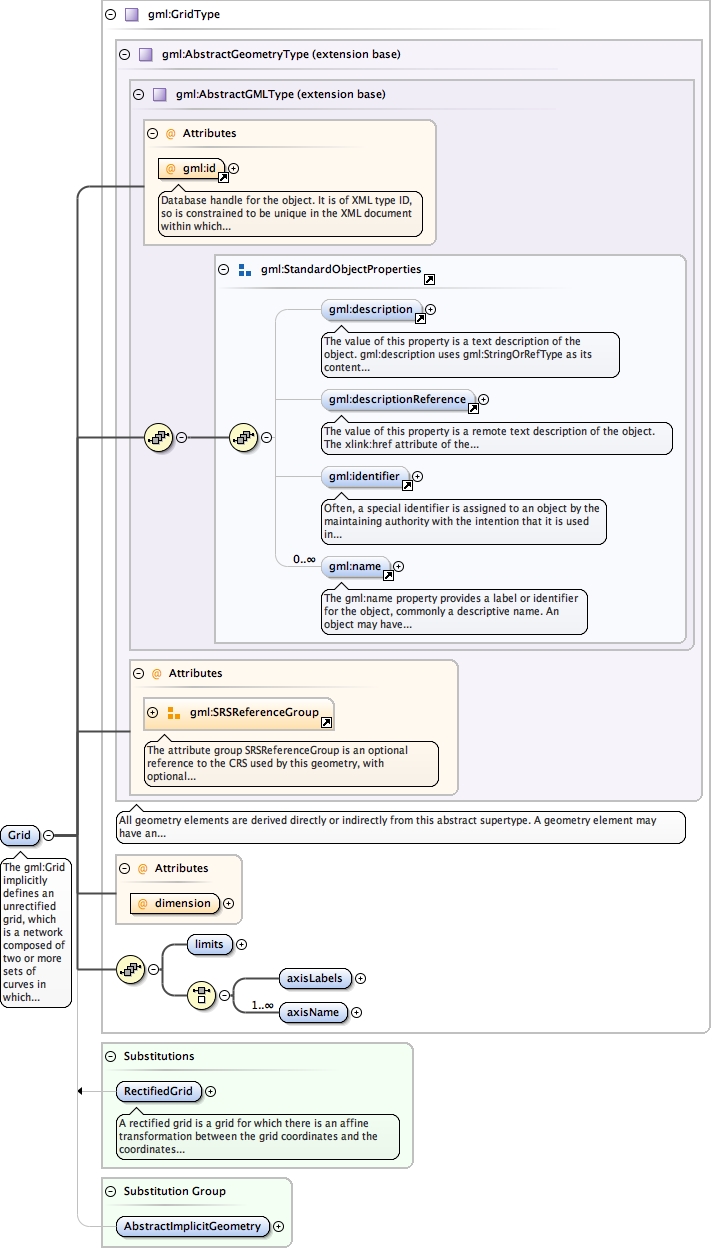 gml:GridType
gml:AbstractGeometryType (extension base)
gml:AbstractGMLType (extension base)
@ Attributes
@ gml:id
Database handle for the object. It is of XML type ID,
so is constrained to be unique in the XML document
within which...
gml:StandardObjectProperties
gml:description
The value of this property is a text description of the
object. gml:description uses gml:StringOrRefType as its
content...
gml:descriptionReference
The value of this property is a remote text description of the object.
The xlink:href attribute of the...
gml:identifier
Often, a special identifier is assigned to an object by the
maintaining authority with the intention that it is used
in...
0..∞
gml:name
The gml:name property provides a label or identifier
for the object, commonly a descriptive name. An
object may have...
@ Attributes
gml:SRSReferenceGroup
The attribute group SRSReferenceGroup is an optional
reference to the CRS used by this geometry, with
optional...
All geometry elements are derived directly or indirectly from this abstract supertype. A geometry element may
have an...
Grid
The gml:Grid
implicitly
defines an
unrectified
grid, which
is a network
composed of
two or more
sets of
curves in
which...
@ Attributes
@ dimension
limits
axisLabels
1..∞
axisName
Substitutions
RectifiedGrid
A rectified grid is a grid for which there is an affine
transformation between the grid coordinates and the
coordinates...
Substitution Group
AbstractImplicitGeometry